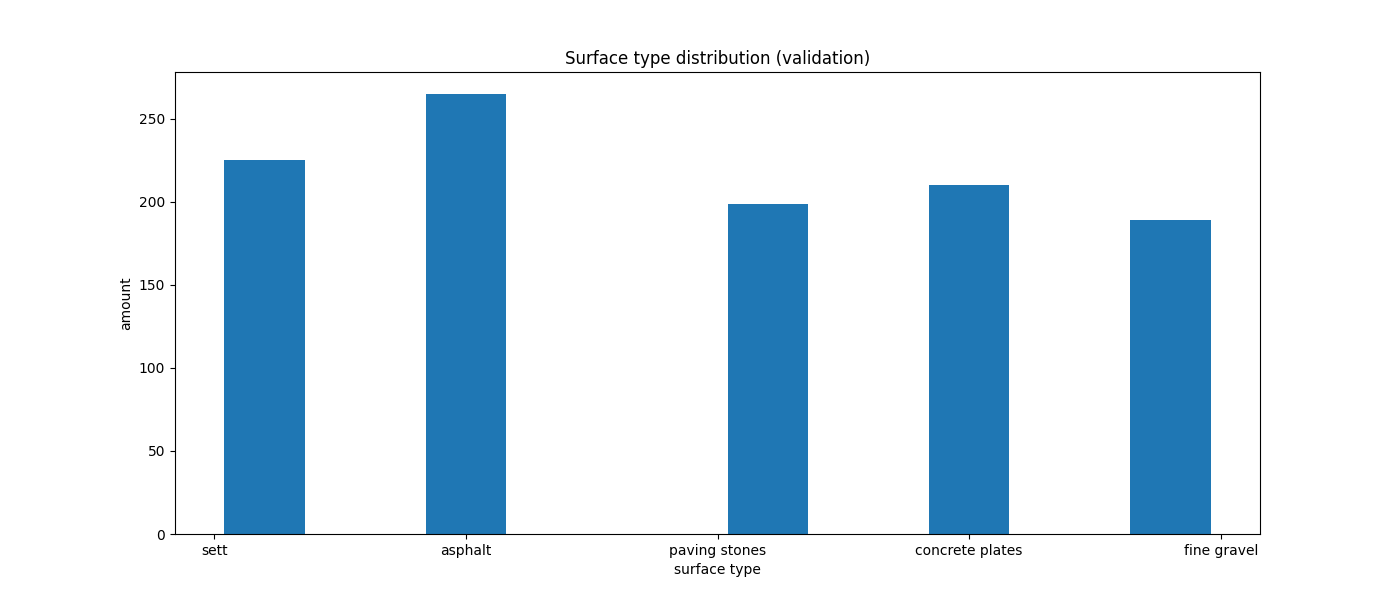 Surface type distribution (validation)
250
200
150
100
50
0
amount
sett asphalt paving stones concrete plates fine gravel
surface type